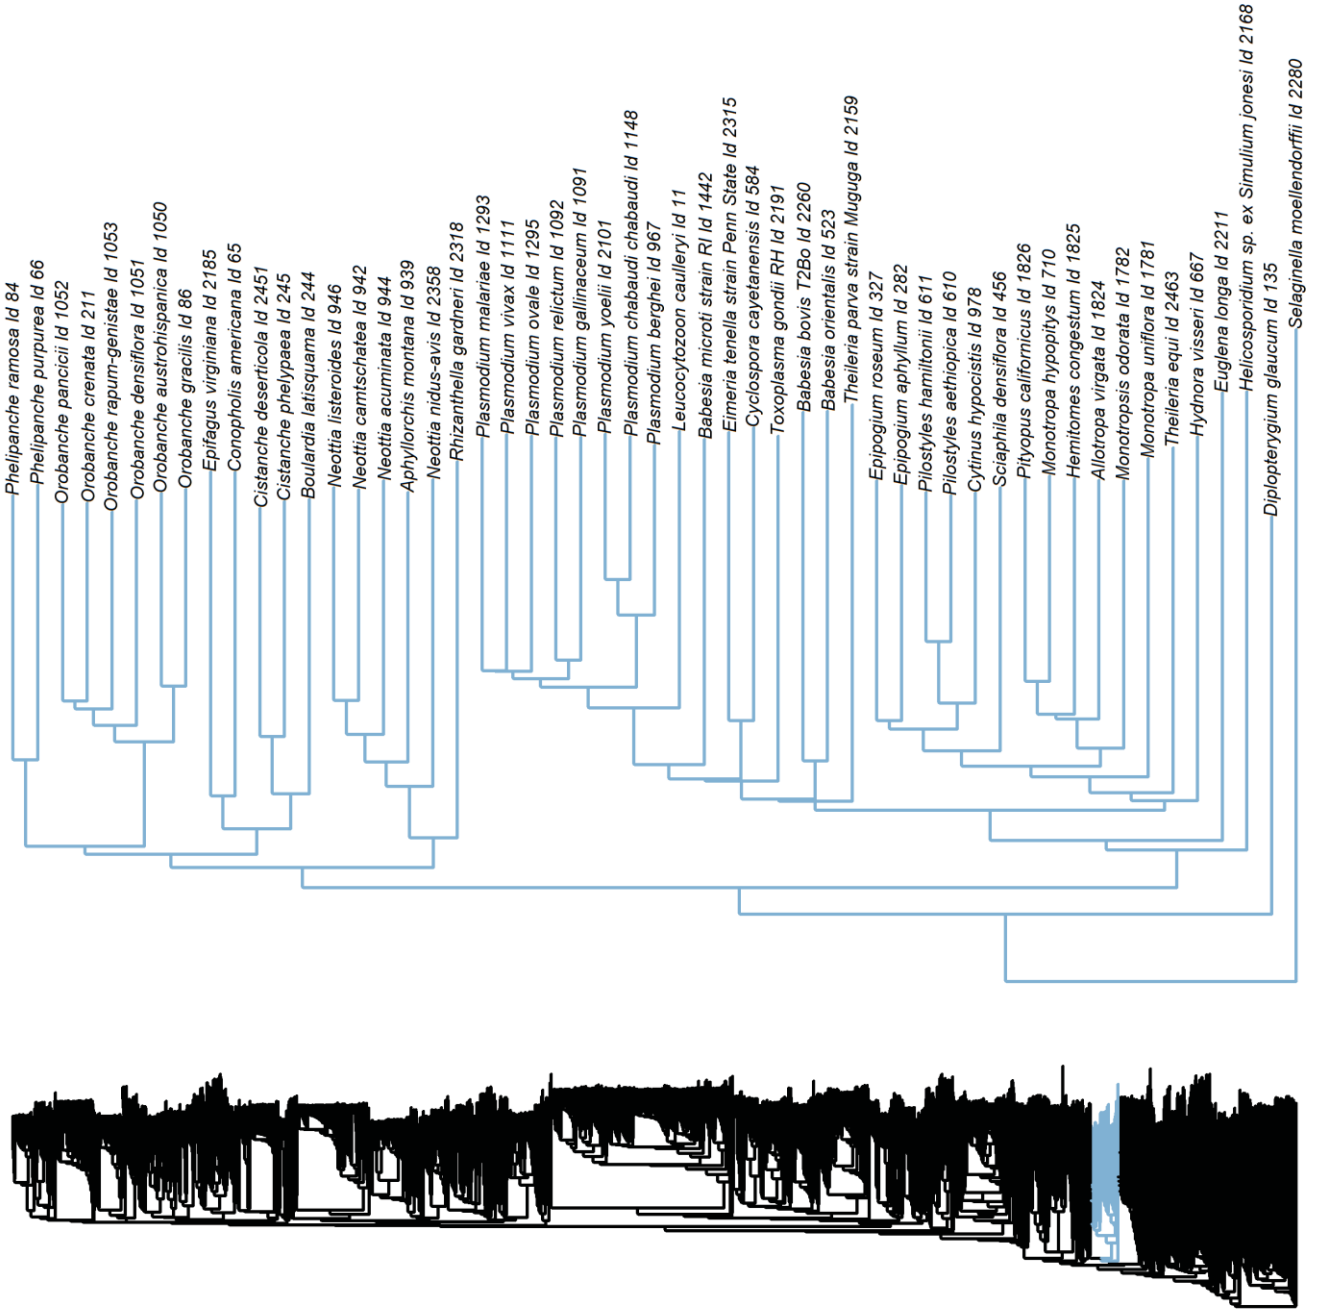 Phelipanche ramosa Id 84
Phelipanche purpurea Id 66
Orobanche pancicii Id 1052
Orobanche crenata Id 211
Orobanche rapum-genistae Id 1053
Orobanche densiflora Id 1051
Orobanche austrohispanica Id 1050
Orobanche gracilis Id 86
Epifagus virginiana Id 2185
Conopholis americana Id 65
Cistanche deserticola Id 2451
Cistanche phelypaea Id 245
Boulardia latisquama Id 244
Neottia listeroides Id 946
Neottia camtschatea Id 942
Neottia acuminata Id 944
Aphyllorchis montana Id 939
Neottia nidus-avis Id 2358
Rhizanthella gardneri Id 2318
Plasmodium malariae Id 1293
Plasmodium vivax Id 1111
Plasmodium ovale Id 1295
Plasmodium relictum Id 1092
Plasmodium gallinaceum Id 1091
Plasmodium yoelii Id 2101
Plasmodium chabaudi chabaudi Id 1148
Plasmodium berghei Id 967
Leucocytozoon caulleryi Id 11
Babesia microti strain RI Id 1442
Eimeria tenella strain Penn State Id 2315
Cyclospora cayetanensis Id 584
Toxoplasma gondii RH Id 2191
Babesia bovis T2Bo Id 2260
Babesia orientalis Id 523
Theileria parva strain Muguga Id 2159
Epipogium roseum Id 327
Epipogium aphyllum Id 282
Pilostyles hamiltonii Id 611
Pilostyles aethiopica Id 610
Cytinus hypocistis Id 978
Sciaphila densiflora Id 456
Pityopus californicus Id 1826
Monotropa hypopitys Id 710
Hemitomes congestum Id 1825
Allotropa virgata Id 1824
Monotropsis odorata Id 1782
Monotropa uniflora Id 1781
Theileria equi Id 2463
Hydnora visseri Id 667
Euglena longa Id 2211
Helicosporidium sp. ex Simulium jonesi Id 2168
Diplopterygium glaucum Id 135
Selaginella moellendorffii Id 2280